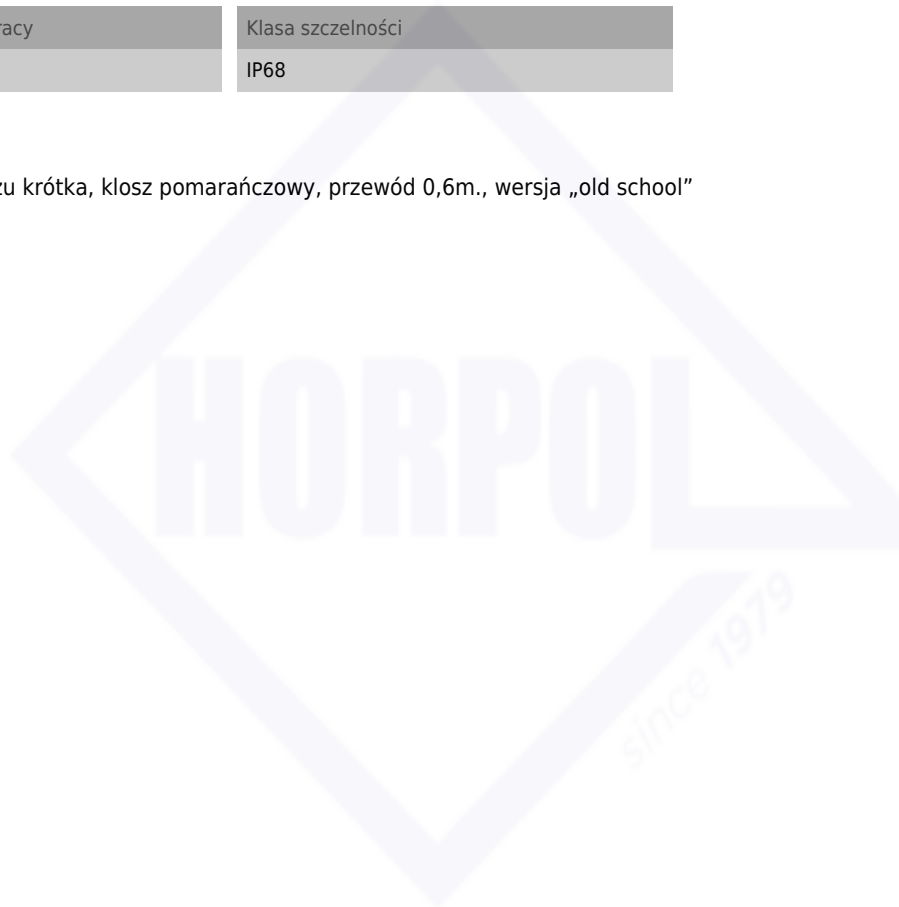 racy Klasa szczelności
IP68
zu krótka, klosz pomarańczowy, przewód 0,6m., wersja „old school”
HORPOL
since 1979